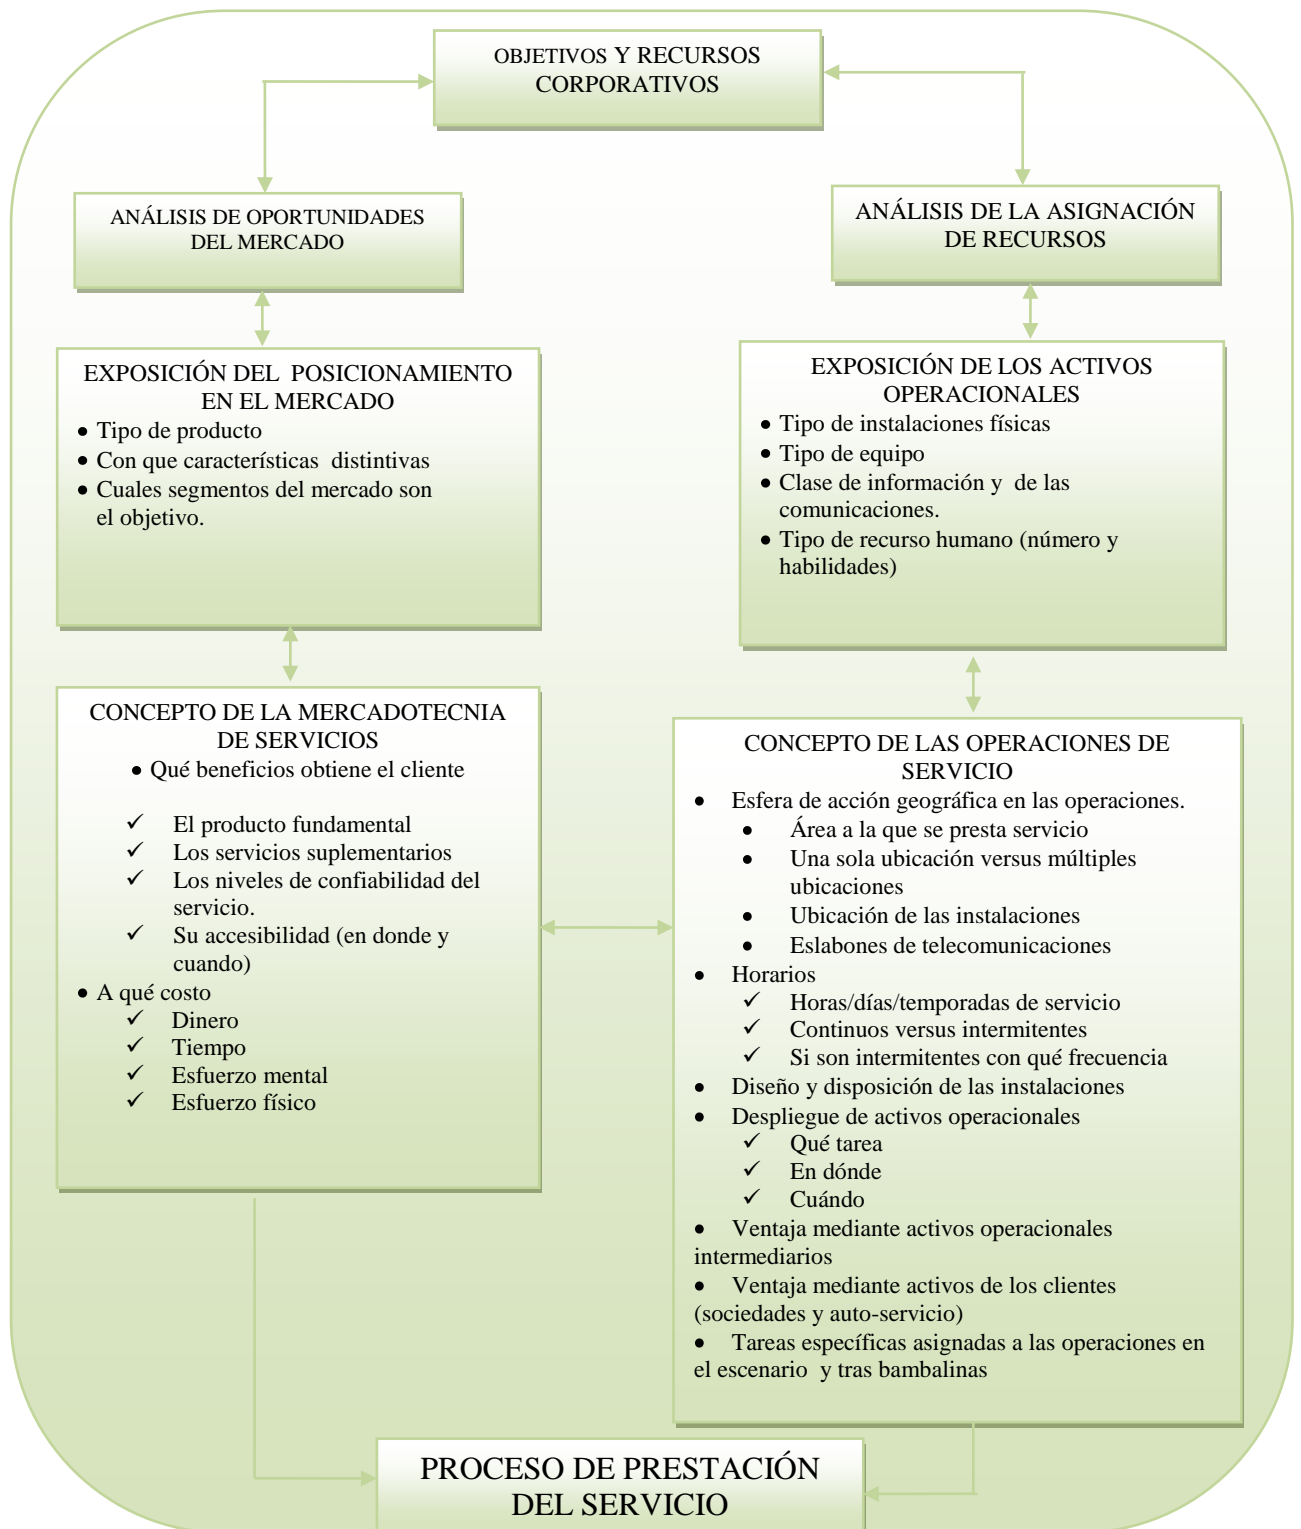 OBJETIVOS Y RECURSOS
CORPORATIVOS
ANÁLISIS DE OPORTUNIDADES
DEL MERCADO
ANÁLISIS DE LA ASIGNACIÓN
DE RECURSOS
EXPOSICIÓN DEL POSICIONAMIENTO
EN EL MERCADO
• Tipo de producto
• Con que características distintivas
• Cuales segmentos del mercado son
el objetivo.
EXPOSICIÓN DE LOS ACTIVOS
OPERACIONALES
• Tipo de instalaciones físicas
• Tipo de equipo
• Clase de información y de las
comunicaciones.
• Tipo de recurso humano (número y
habilidades)
CONCEPTO DE LA MERCADOTECNIA
DE SERVICIOS
• Qué beneficios obtiene el cliente
✓ El producto fundamental
✓ Los servicios suplementarios
✓ Los niveles de confiabilidad del
servicio.
✓ Su accesibilidad (en donde y
cuando)
• A qué costo
✓ Dinero
✓ Tiempo
✓ Esfuerzo mental
✓ Esfuerzo físico
CONCEPTO DE LAS OPERACIONES DE
SERVICIO
• Esfera de acción geográfica en las operaciones.
• Área a la que se presta servicio
• Una sola ubicación versus múltiples
ubicaciones
• Ubicación de las instalaciones
• Eslabones de telecomunicaciones
• Horarios
✓ Horas/días/temporadas de servicio
✓ Continuos versus intermitentes
✓ Si son intermitentes con qué frecuencia
• Diseño y disposición de las instalaciones
• Despliegue de activos operacionales
✓ Qué tarea
✓ En dónde
✓ Cuándo
• Ventaja mediante activos operacionales
intermediarios
• Ventaja mediante activos de los clientes
(sociedades y auto-servicio)
• Tareas específicas asignadas a las operaciones en
el escenario y tras bambalinas
PROCESO DE PRESTACIÓN
DEL SERVICIO